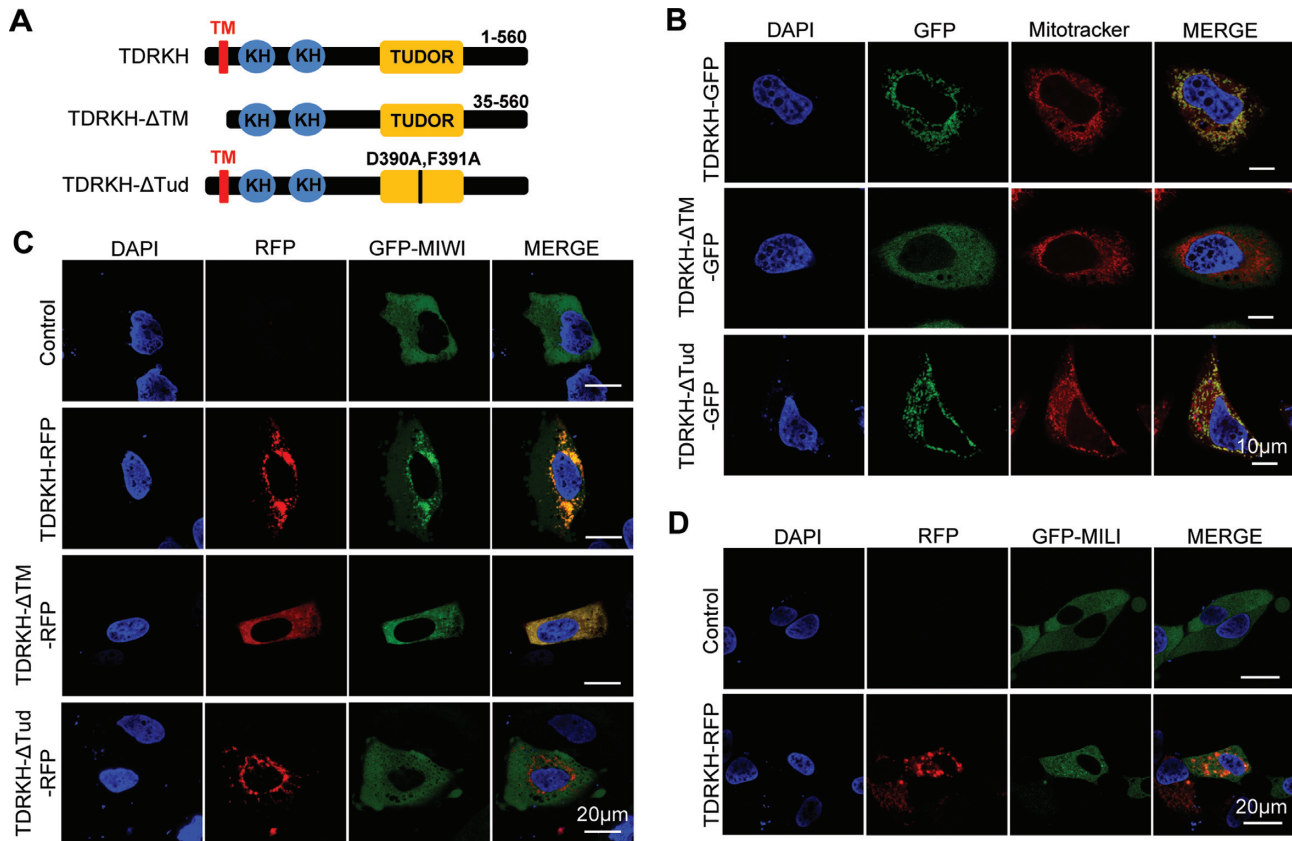 A
TM
1-560
TDRKH
KH
KH
TUDOR
35-560
TDRKH-ΔTM
KH
KH
TUDOR
TM
D390A,F391A
TDRKH-ΔTud
KH
KH
B
DAPI
GFP
Mitotracker
MERGE
TDRKH-GFP
TDRKH-ΔTM
-GFP
TDRKH-ΔTud
-GFP
10µm
C
DAPI
RFP
GFP-MIWI
MERGE
Control
TDRKH-RFP
TDRKH-ΔTM
-RFP
TDRKH-ΔTud
-RFP
20µm
D
DAPI
RFP
GFP-MILI
MERGE
Control
TDRKH-RFP
20µm